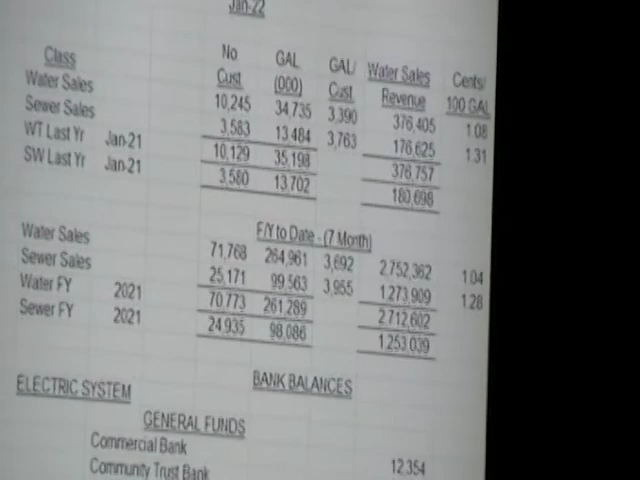 Jan-22
Class No Cust GAL (000) GAL/ Cust Water Sales Revenue Cents/ 100 GAL
Water Sales 10,245 34,735 3,390 376,405 1.08
Sewer Sales 3,583 13 484 3,763 176,625 1.31
WT Last Yr Jan-21 10,129 35,198 376,757
SW Last Yr Jan-21 3,580 13,702 180,698
F/Y to Date - (7 Month)
Water Sales 71,768 264,961 3,692 2,752,362 1.04
Sewer Sales 25,171 99,563 3,955 1 273,909 1.28
Water FY 2021 70,773 261,289 2,712,602
Sewer FY 2021 24,935 98,086 1 253 039
ELECTRIC SYSTEM BANK BALANCES
GENERAL FUNDS
Commercial Bank 12,354
Community Trust Bank